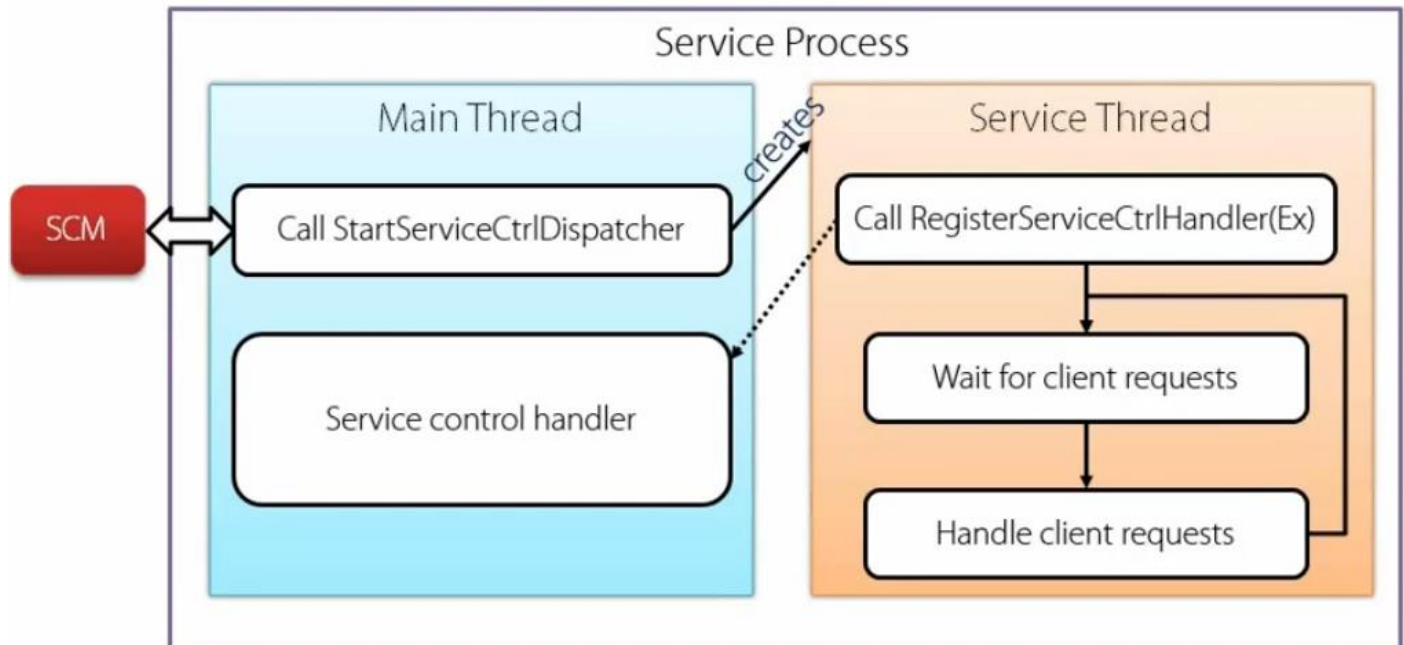 Service Process
Main Thread
creates
Service Thread
SCM
Call StartServiceCtrlDispatcher
Call RegisterServiceCtrlHandler(Ex)
Service control handler
Wait for client requests
Handle client requests